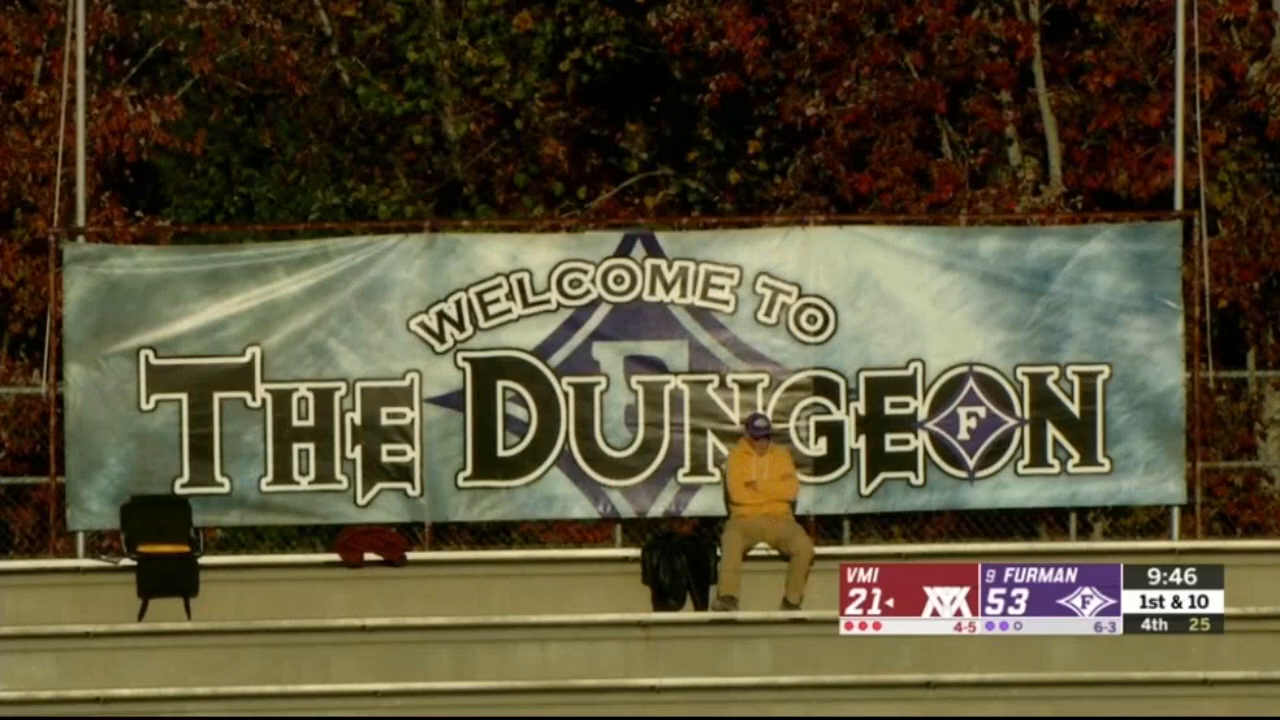 WELCOME TO
THE DUNGEON
F
F
VMI
21
4-5
9 FURMAN
53
F
6-3
9:46
1st & 10
4th 25